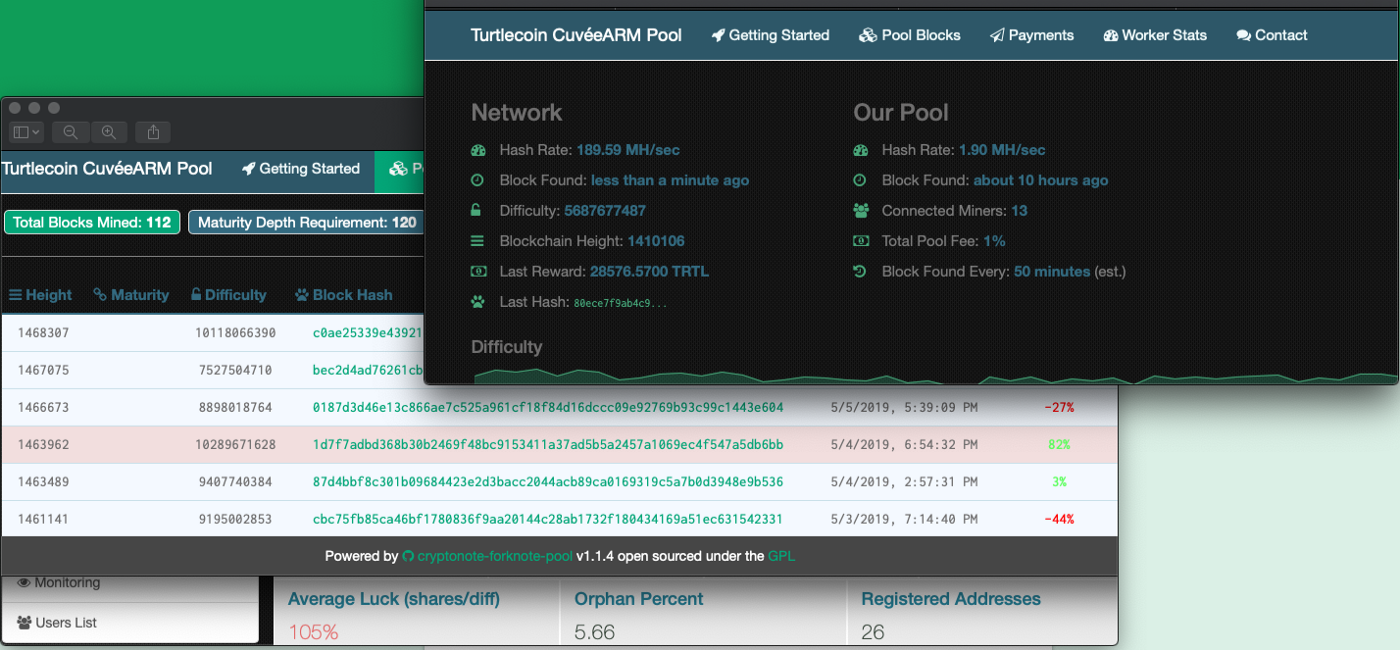 Turtlecoin CuvéeARM Pool Getting Started Pool Blocks Payments Worker Stats Contact
Network
Hash Rate: 189.59 MH/sec
Block Found: less than a minute ago
Difficulty: 5687677487
Blockchain Height: 1410106
Last Reward: 28576.5700 TRTL
Last Hash: 80ece7f9ab4c9...
Our Pool
Hash Rate: 1.90 MH/sec
Block Found: about 10 hours ago
Connected Miners: 13
Total Pool Fee: 1%
Block Found Every: 50 minutes (est.)
Difficulty
Turtlecoin CuvéeARM Pool Getting Started P
Total Blocks Mined: 112 Maturity Depth Requirement: 120
Height Maturity Difficulty Block Hash
1468307 10118066390 c0ae25339e43921
1467075 7527504710 bec2d4ad76261cb
1466673 8898018764 0187d3d46e13c866ae7c525a961cf18f84d16dccc09e92769b93c99c1443e604 5/5/2019, 5:39:09 PM -27%
1463962 10289671628 1d7f7adbd368b30b2469f48bc9153411a37ad5b5a2457a1069ec4f547a5db6bb 5/4/2019, 6:54:32 PM 82%
1463489 9407740384 87d4bbf8c301b09684423e2d3bacc2044acb89ca0169319c5a7b0d3948e9b536 5/4/2019, 2:57:31 PM 3%
1461141 9195002853 cbc75fb85ca46bf1780836f9aa20144c28ab1732f180434169a51ec631542331 5/3/2019, 7:14:40 PM -44%
Powered by cryptonote-forknote-pool v1.1.4 open sourced under the GPL
Monitoring
Users List
Average Luck (shares/diff) Orphan Percent Registered Addresses
105% 5.66 26